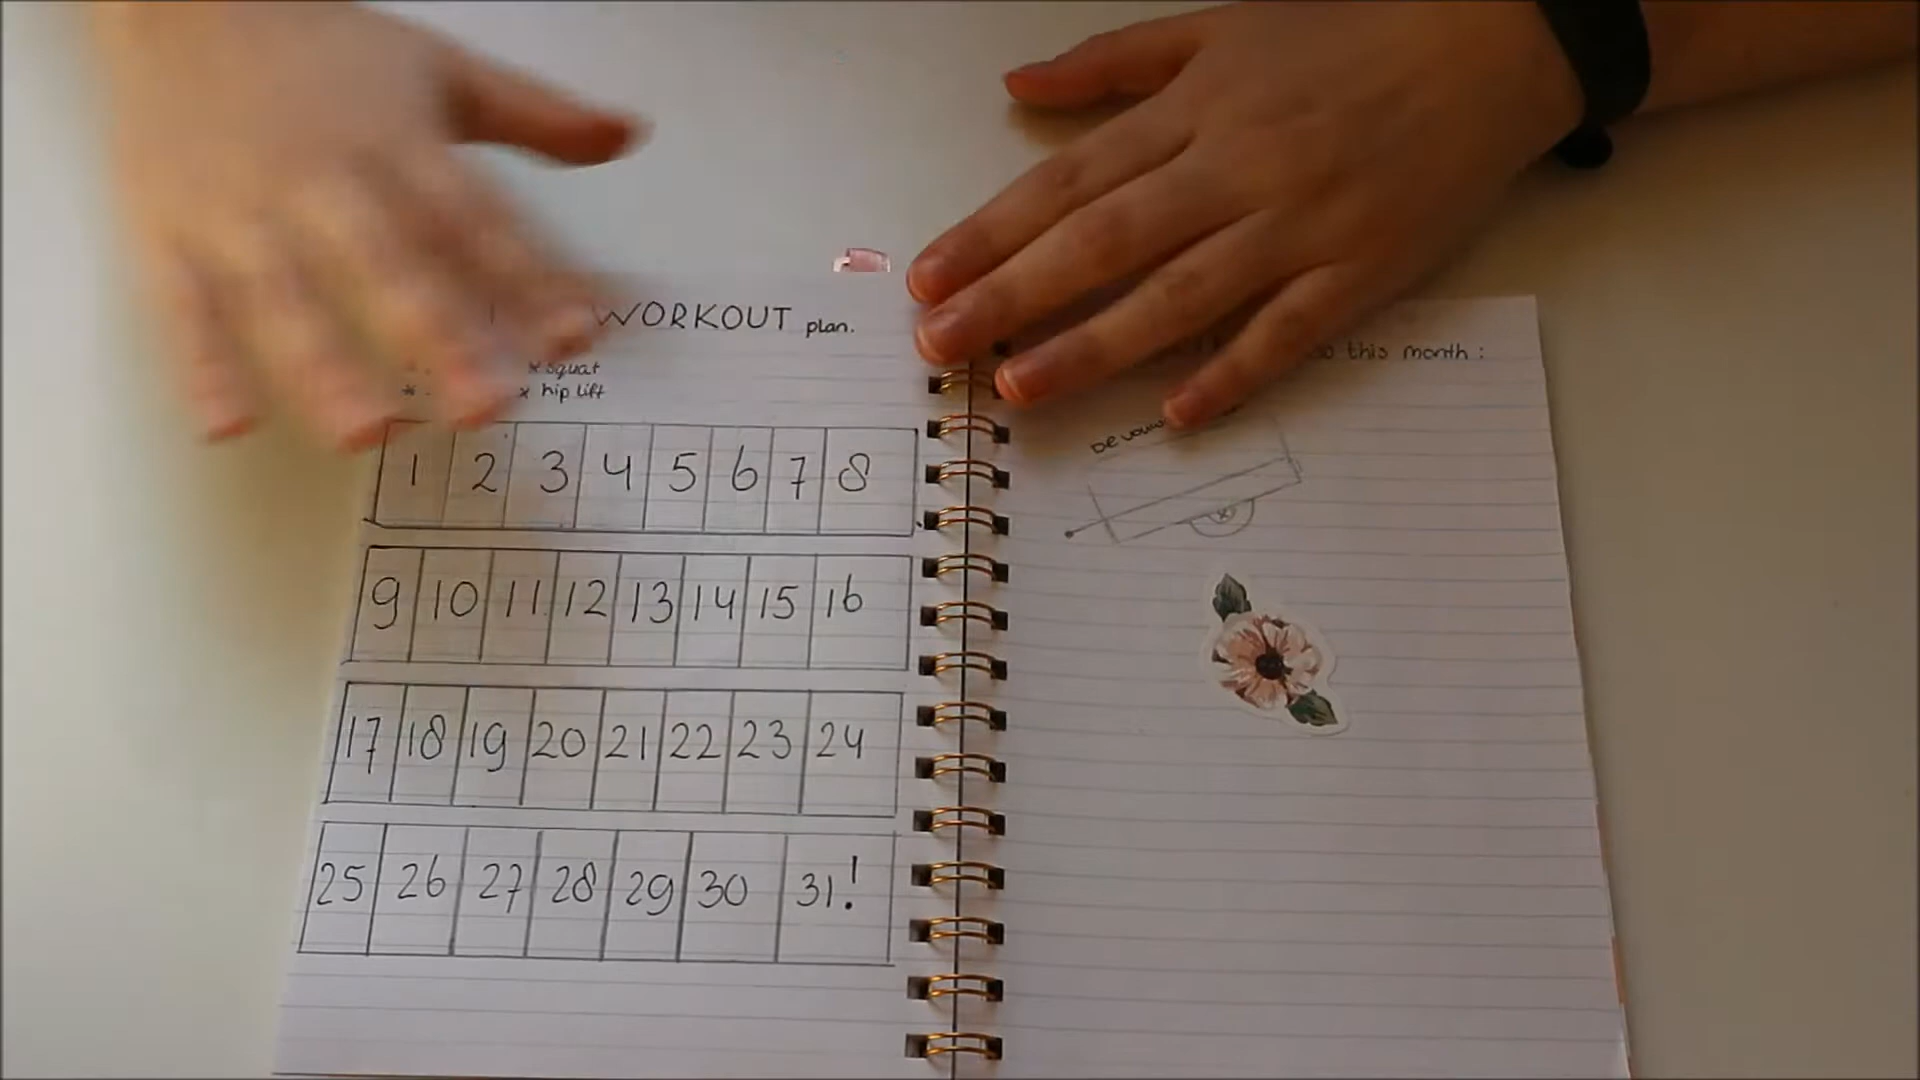 WORKOUT plan.
* squat
* x hip lift
1 2 3 4 5 6 7 8
9 10 11 12 13 14 15 16
17 18 19 20 21 22 23 24
25 26 27 28 29 30 31!
this month: